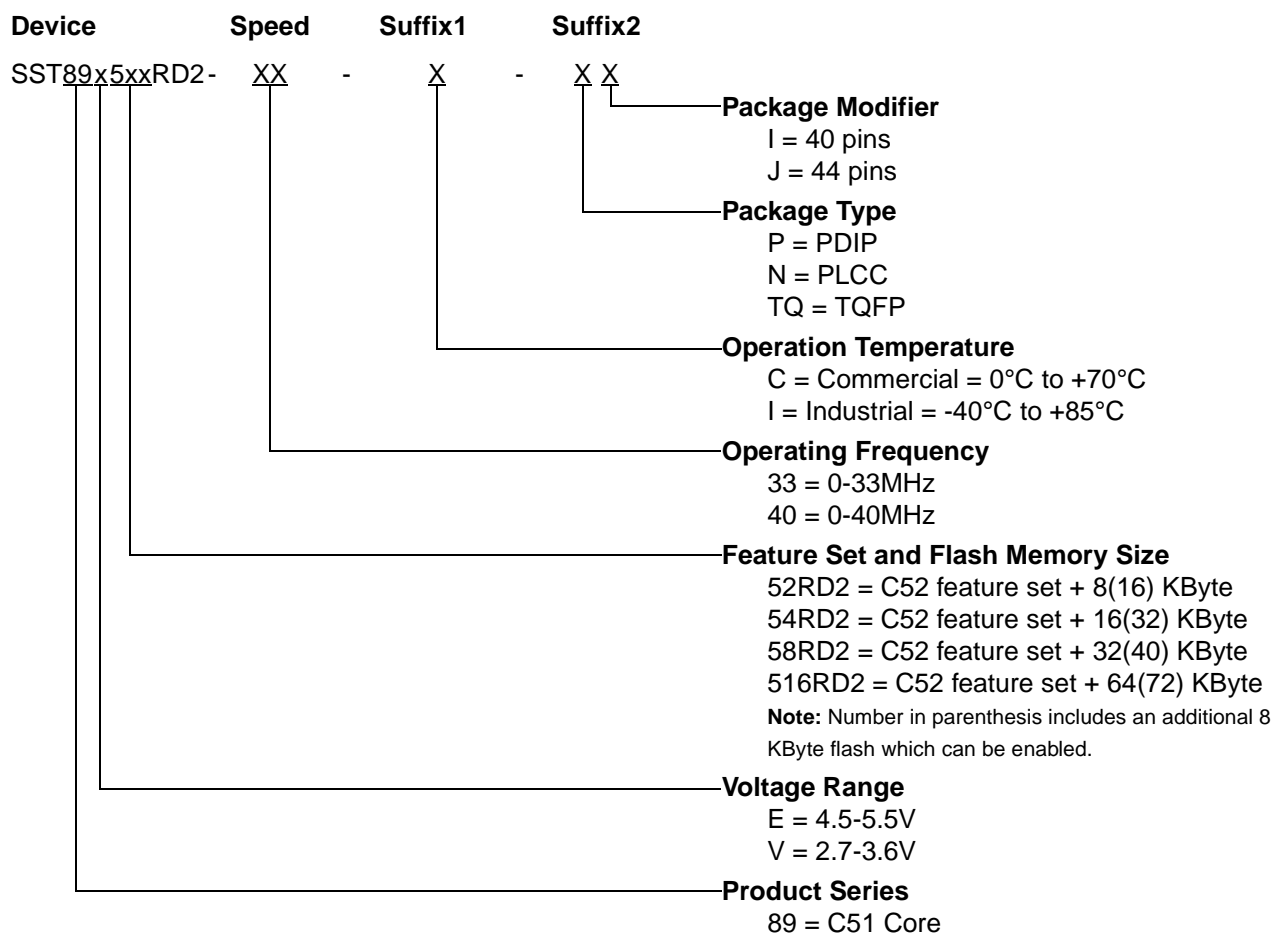 Device Speed Suffix1 Suffix2
SST89x5xxRD2- XX - X - X X
Package Modifier
I = 40 pins
J = 44 pins
Package Type
P = PDIP
N = PLCC
TQ = TQFP
Operation Temperature
C = Commercial = 0°C to +70°C
I = Industrial = -40°C to +85°C
Operating Frequency
33 = 0-33MHz
40 = 0-40MHz
Feature Set and Flash Memory Size
52RD2 = C52 feature set + 8(16) KByte
54RD2 = C52 feature set + 16(32) KByte
58RD2 = C52 feature set + 32(40) KByte
516RD2 = C52 feature set + 64(72) KByte
Note: Number in parenthesis includes an additional 8
KByte flash which can be enabled.
Voltage Range
E = 4.5-5.5V
V = 2.7-3.6V
Product Series
89 = C51 Core